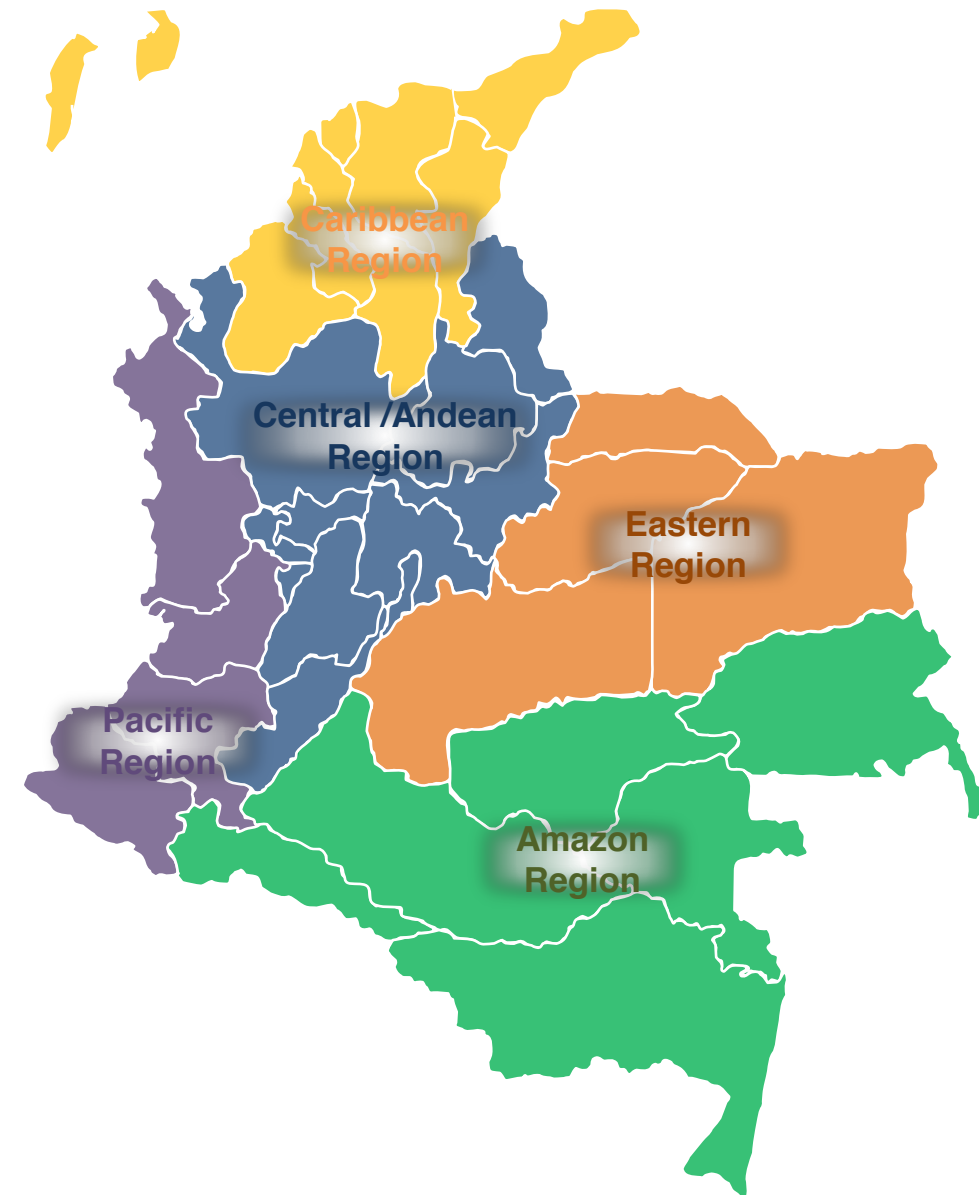 Caribbean
Region
Central /Andean
Region
Eastern
Region
Pacific
Region
Amazon
Region